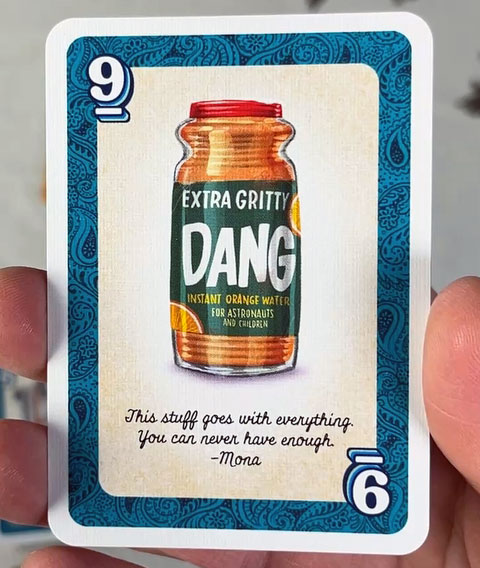 9
EXTRA GRITTY
DANG
INSTANT ORANGE WATER
FOR ASTRONAUTS
AND CHILDREN
This stuff goes with everything.
You can never have enough.
–Mona
9